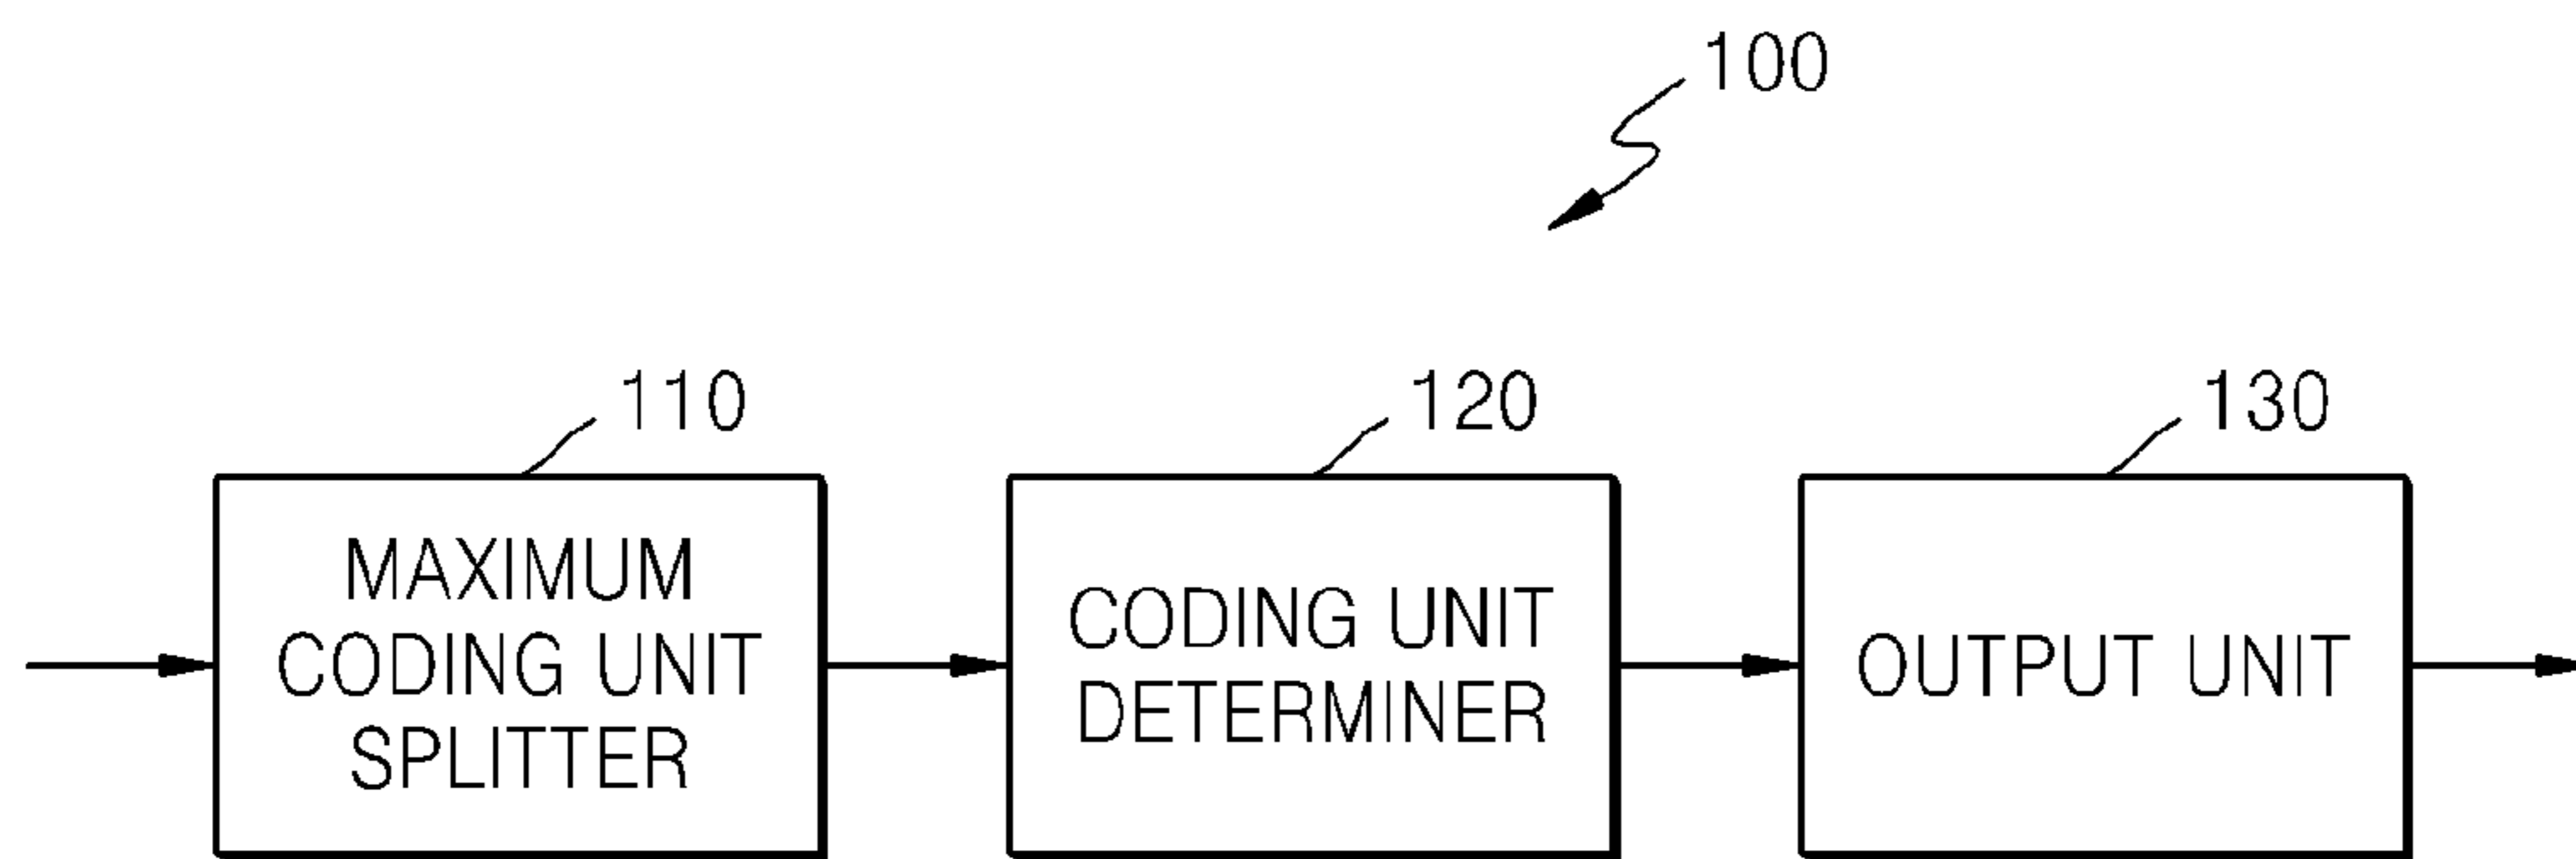 100
110
120
130
MAXIMUM
CODING UNIT
SPLITTER
CODING UNIT
DETERMINER
OUTPUT UNIT